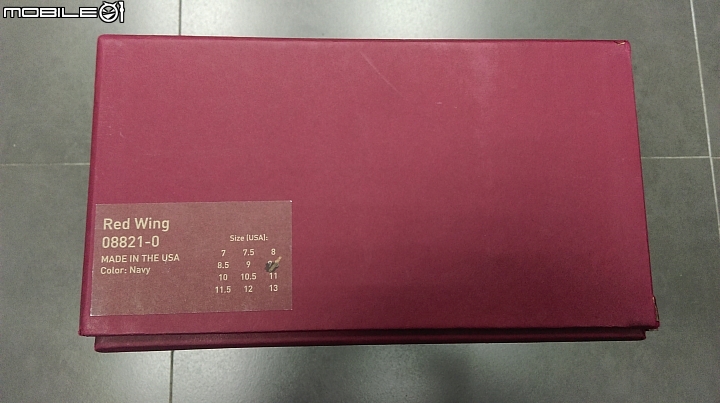 MOBILE01
Red Wing
08821-0
MADE IN THE USA
Color: Navy
Size (USA):
7 7.5 8
8.5 9
10 10.5 11
11.5 12 13